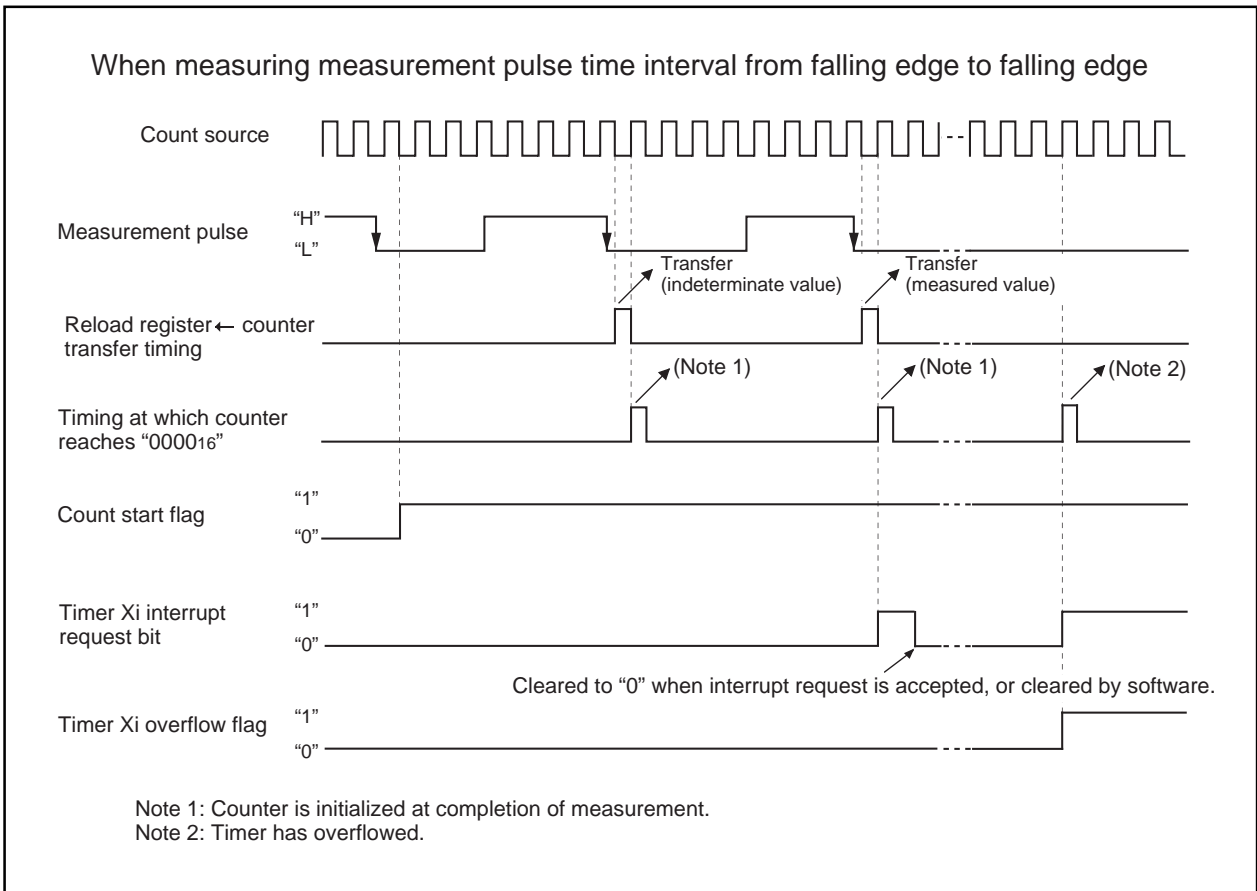 When measuring measurement pulse time interval from falling edge to falling edge
Count source
Measurement pulse
“H”
“L”
Transfer
(indeterminate value)
Transfer
(measured value)
Reload register ← counter
transfer timing
(Note 1)
(Note 1)
(Note 2)
Timing at which counter
reaches “000016”
Count start flag
“1”
“0”
Timer Xi interrupt
request bit
“1”
“0”
Cleared to “0” when interrupt request is accepted, or cleared by software.
Timer Xi overflow flag
“1”
“0”
Note 1: Counter is initialized at completion of measurement.
Note 2: Timer has overflowed.